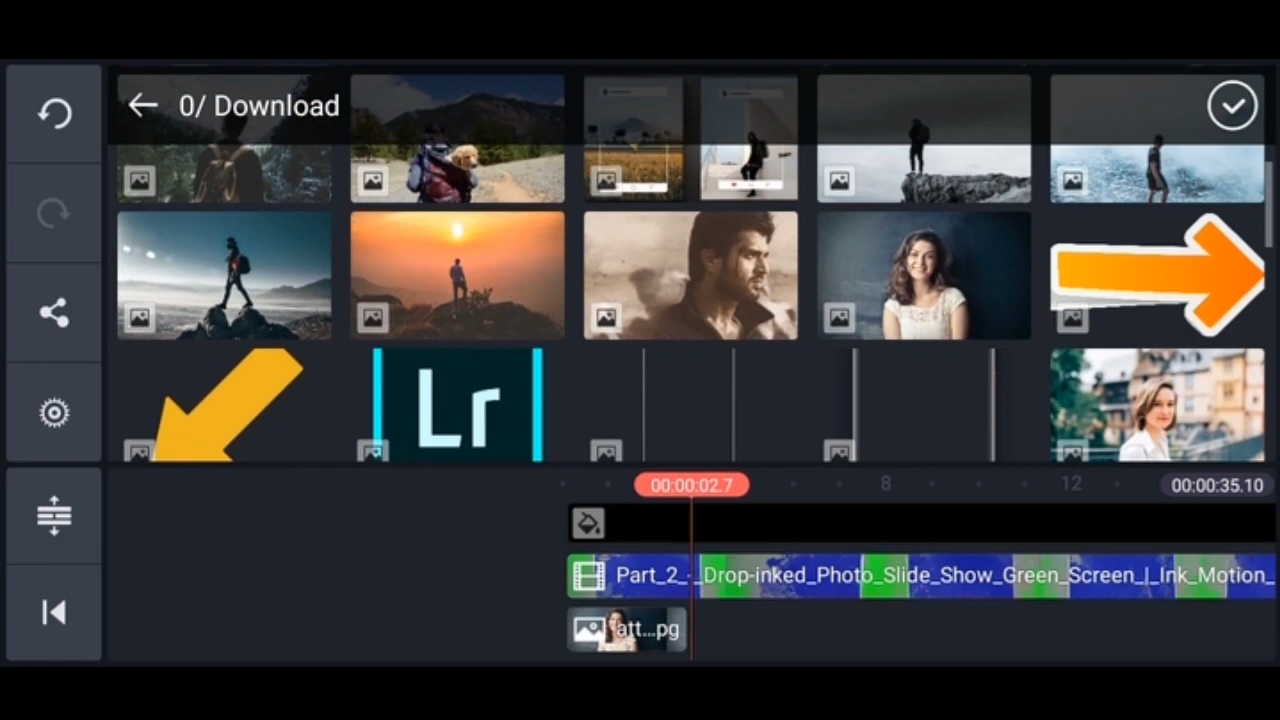 0/ Download
Lr
00:00:02.7
8
12
00:00:35.10
Part_2_-_Drop-inked_Photo_Slide_Show_Green_Screen_|_Ink_Motion_
att...pg